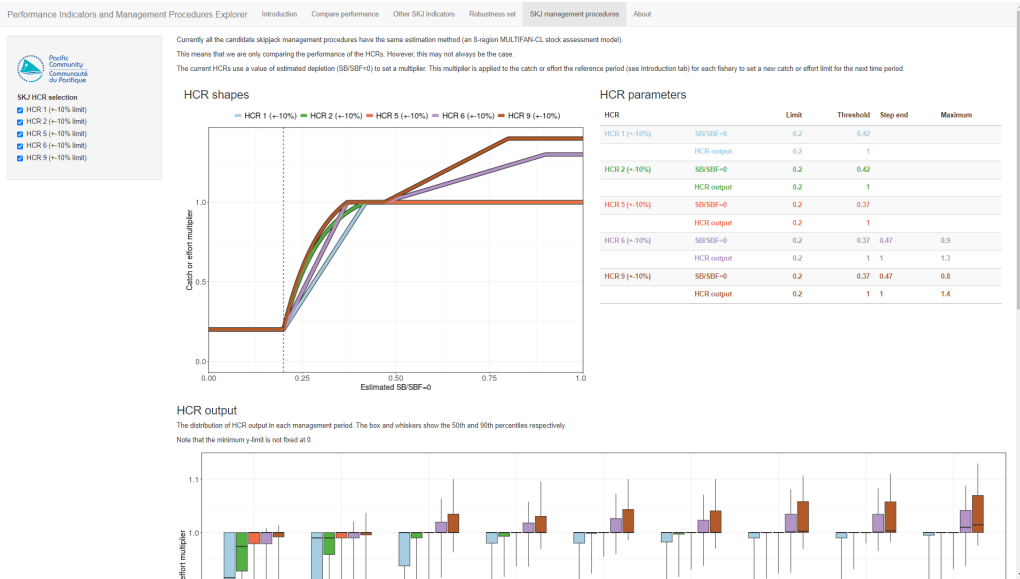 Performance Indicators and Management Procedures Explorer Introduction Compare performance Other SKJ indicators Robustness set SKJ management procedures About
Pacific
Community
Communauté
du Pacifique
SKJ HCR selection
HCR 1 (+-10% limit)
HCR 2 (+-10% limit)
HCR 5 (+-10% limit)
HCR 6 (+-10% limit)
HCR 9 (+-10% limit)
Currently all the candidate skipjack management procedures have the same estimation method (an 8-region MULTIFAN-CL stock assessment model).
This means that we are only comparing the performance of the HCRs. However, this may not always be the case.
The current HCRs use a value of estimated depletion (SB/SBF=0) to set a multiplier. This multiplier is applied to the catch or effort the reference period (see Introduction tab) for each fishery to set a new catch or effort limit for the next time period.
HCR shapes
HCR 1 (+-10%) HCR 2 (+-10%) HCR 5 (+-10%) HCR 6 (+-10%) HCR 9 (+-10%)
Catch or effort multiplier
1.0
0.5
0.0
0.00 0.25 0.50 0.75 1.0
Estimated SB/SBF=0
HCR parameters
HCR Limit Threshold Step end Maximum
HCR 1 (+-10%) SB/SBF=0 0.2 0.42
HCR output 0.2 1
HCR 2 (+-10%) SB/SBF=0 0.2 0.42
HCR output 0.2 1
HCR 5 (+-10%) SB/SBF=0 0.2 0.37
HCR output 0.2 1
HCR 6 (+-10%) SB/SBF=0 0.2 0.37 0.47 0.9
HCR output 0.2 1 1 1.3
HCR 9 (+-10%) SB/SBF=0 0.2 0.37 0.47 0.8
HCR output 0.2 1 1 1.4
HCR output
The distribution of HCR output in each management period. The box and whiskers show the 50th and 90th percentiles respectively.
Note that the minimum y-limit is not fixed at 0.
1.1
1.0
effort multiplier